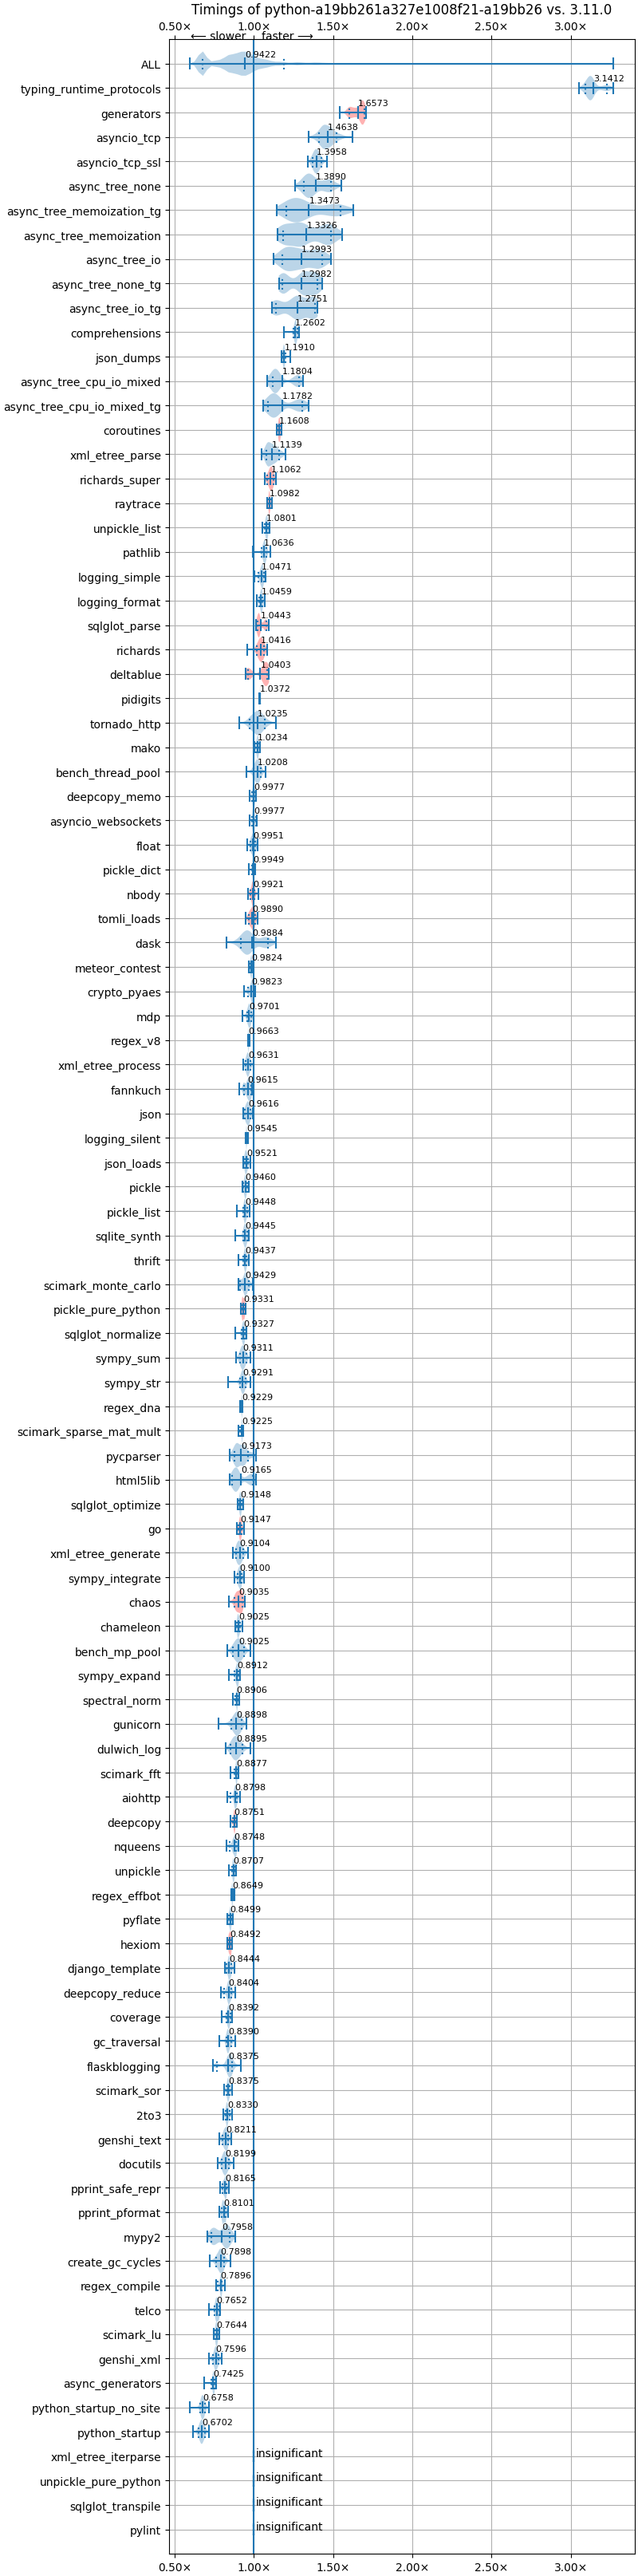 Timings of python-a19bb261a327e1008f21-a19bb26 vs. 3.11.0
0.50× 1.00× 1.50× 2.00× 2.50× 3.00×
⟵ slower faster ⟶
ALL 0.9422
typing_runtime_protocols 3.1412
generators 1.6573
asyncio_tcp 1.4638
asyncio_tcp_ssl 1.3958
async_tree_none 1.3890
async_tree_memoization_tg 1.3473
async_tree_memoization 1.3326
async_tree_io 1.2993
async_tree_none_tg 1.2982
async_tree_io_tg 1.2751
comprehensions 1.2602
json_dumps 1.1910
async_tree_cpu_io_mixed 1.1804
async_tree_cpu_io_mixed_tg 1.1782
coroutines 1.1608
xml_etree_parse 1.1139
richards_super 1.1062
raytrace 1.0982
unpickle_list 1.0801
pathlib 1.0636
logging_simple 1.0471
logging_format 1.0459
sqlglot_parse 1.0443
richards 1.0416
deltablue 1.0403
pidigits 1.0372
tornado_http 1.0235
mako 1.0234
bench_thread_pool 1.0208
deepcopy_memo 0.9977
asyncio_websockets 0.9977
float 0.9951
pickle_dict 0.9949
nbody 0.9921
tomli_loads 0.9890
dask 0.9884
meteor_contest 0.9824
crypto_pyaes 0.9823
mdp 0.9701
regex_v8 0.9663
xml_etree_process 0.9631
fannkuch 0.9615
json 0.9616
logging_silent 0.9545
json_loads 0.9521
pickle 0.9460
pickle_list 0.9448
sqlite_synth 0.9445
thrift 0.9437
scimark_monte_carlo 0.9429
pickle_pure_python 0.9331
sqlglot_normalize 0.9327
sympy_sum 0.9311
sympy_str 0.9291
regex_dna 0.9229
scimark_sparse_mat_mult 0.9225
pycparser 0.9173
html5lib 0.9165
sqlglot_optimize 0.9148
go 0.9147
xml_etree_generate 0.9104
sympy_integrate 0.9100
chaos 0.9035
chameleon 0.9025
bench_mp_pool 0.9025
sympy_expand 0.8912
spectral_norm 0.8906
gunicorn 0.8898
dulwich_log 0.8895
scimark_fft 0.8877
aiohttp 0.8798
deepcopy 0.8751
nqueens 0.8748
unpickle 0.8707
regex_effbot 0.8649
pyflate 0.8499
hexiom 0.8492
django_template 0.8444
deepcopy_reduce 0.8404
coverage 0.8392
gc_traversal 0.8390
flaskblogging 0.8375
scimark_sor 0.8375
2to3 0.8330
genshi_text 0.8211
docutils 0.8199
pprint_safe_repr 0.8165
pprint_pformat 0.8101
mypy2 0.7958
create_gc_cycles 0.7898
regex_compile 0.7896
telco 0.7652
scimark_lu 0.7644
genshi_xml 0.7596
async_generators 0.7425
python_startup_no_site 0.6758
python_startup 0.6702
xml_etree_iterparse insignificant
unpickle_pure_python insignificant
sqlglot_transpile insignificant
pylint insignificant
0.50× 1.00× 1.50× 2.00× 2.50× 3.00×